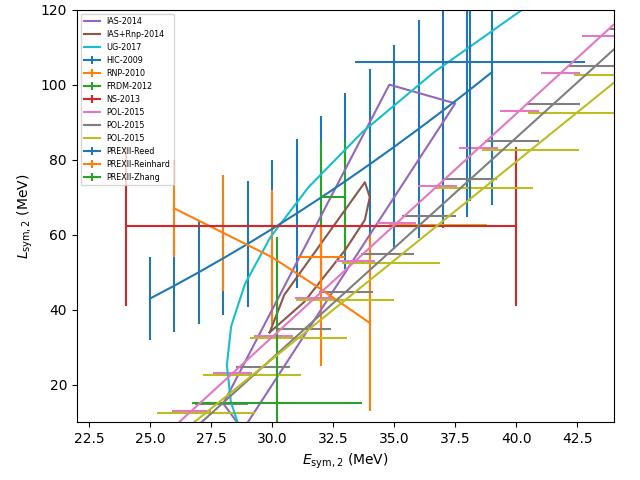 120
100
80
60
40
20
22.5 25.0 27.5 30.0 32.5 35.0 37.5 40.0 42.5
L_sym, 2 (MeV)
E_sym, 2 (MeV)
IAS-2014
IAS+Rnp-2014
UG-2017
HIC-2009
RNP-2010
FRDM-2012
NS-2013
POL-2015
POL-2015
POL-2015
PREXII-Reed
PREXII-Reinhard
PREXII-Zhang